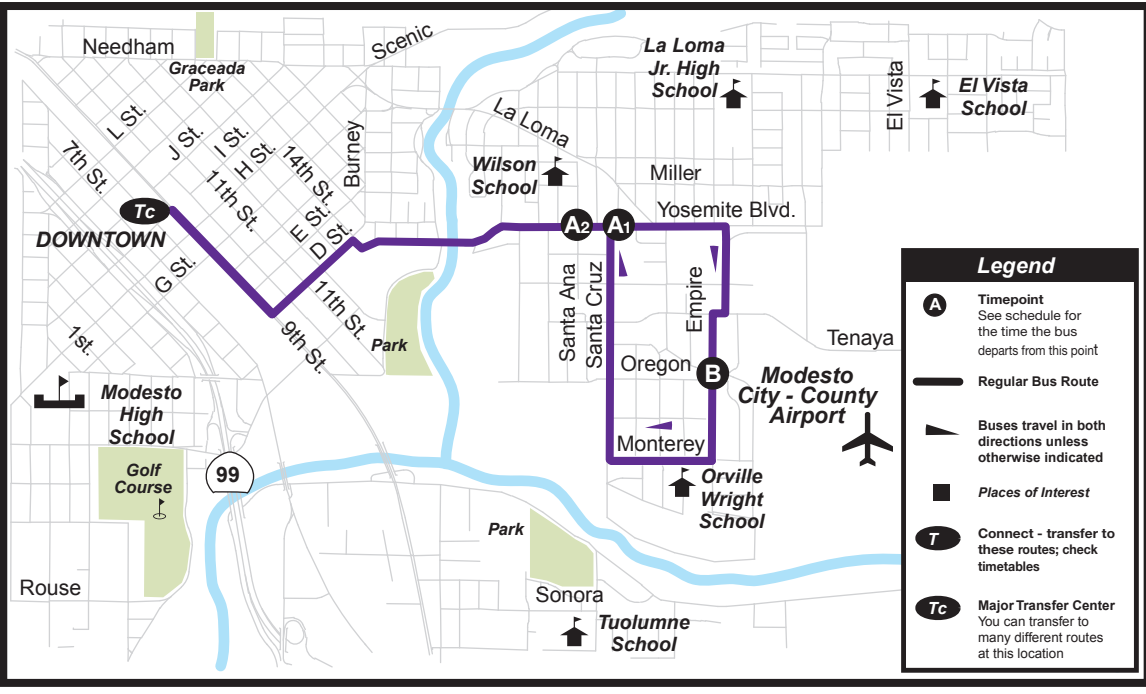 Needham
Scenic
Graceada
Park
La Loma
Jr. High
School
El Vista
El Vista
School
L St.
J St.
I St.
H St.
7th St.
11th St.
14th St.
Burney
La Loma
Wilson
School
Miller
Yosemite Blvd.
Tc
DOWNTOWN
E St.
D St.
G St.
A2
A1
11th St.
9th St.
1st.
Park
Santa Ana
Santa Cruz
Empire
Tenaya
Oregon
B
Modesto
City - County
Airport
Monterey
Modesto
High
School
Golf
Course
99
Orville
Wright
School
Park
Rouse
Sonora
Tuolumne
School
Legend
A
Timepoint
See schedule for
the time the bus
departs from this point
Regular Bus Route
Buses travel in both
directions unless
otherwise indicated
Places of Interest
T
Connect - transfer to
these routes; check
timetables
Tc
Major Transfer Center
You can transfer to
many different routes
at this location